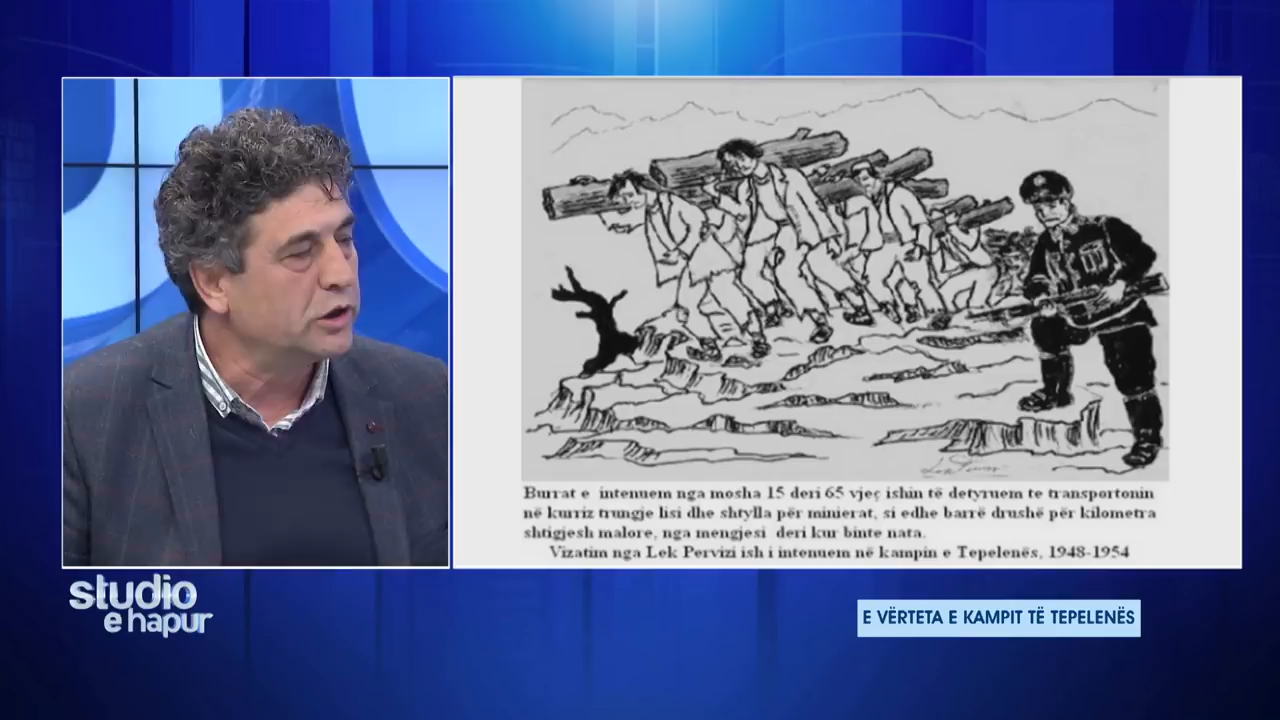 Burrat e intenuem nga mosha 15 deri 65 vjeç ishin të detyruem te transportonin
në kurriz trungje lisi dhe shtylla për minierat, si edhe barrë drushë për kilometra
shtigjesh malore, nga mengjesi deri kur binte nata.
Vizatim nga Lek Pervizi ish i intenuem në kampin e Tepelenës, 1948-1954
studio
e hapur
E VËRTETA E KAMPIT TË TEPELENËS